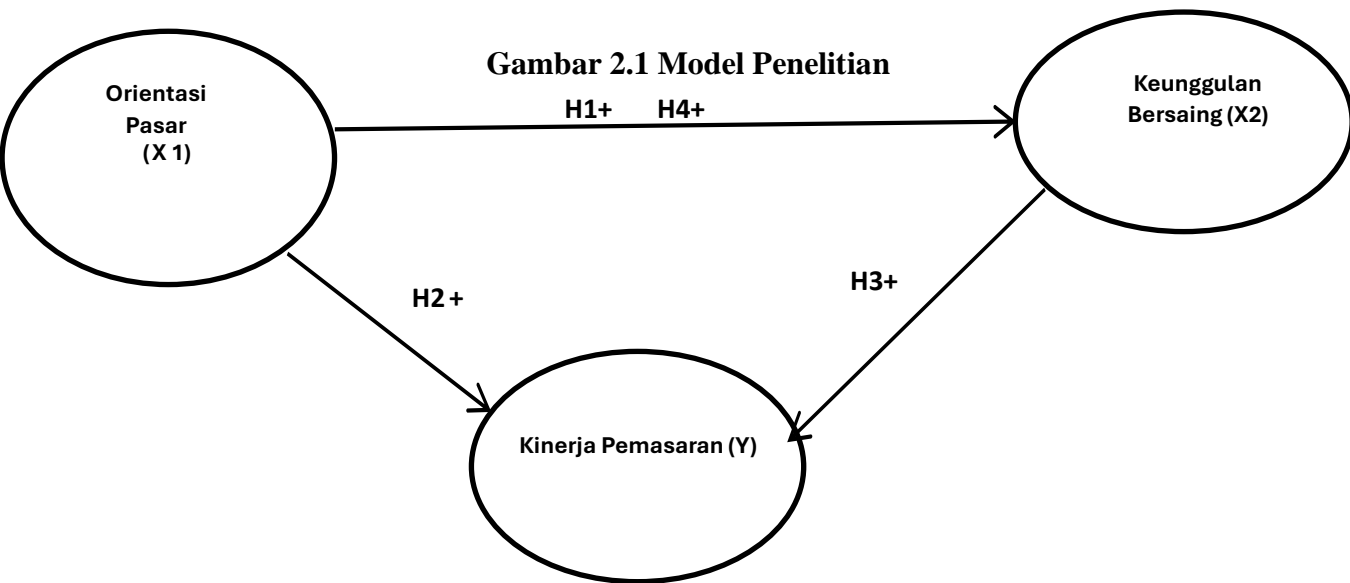 Gambar 2.1 Model Penelitian
Orientasi
Pasar
(X 1)
H1+ H4+
Keunggulan
Bersaing (X2)
H2 +
H3+
Kinerja Pemasaran (Y)